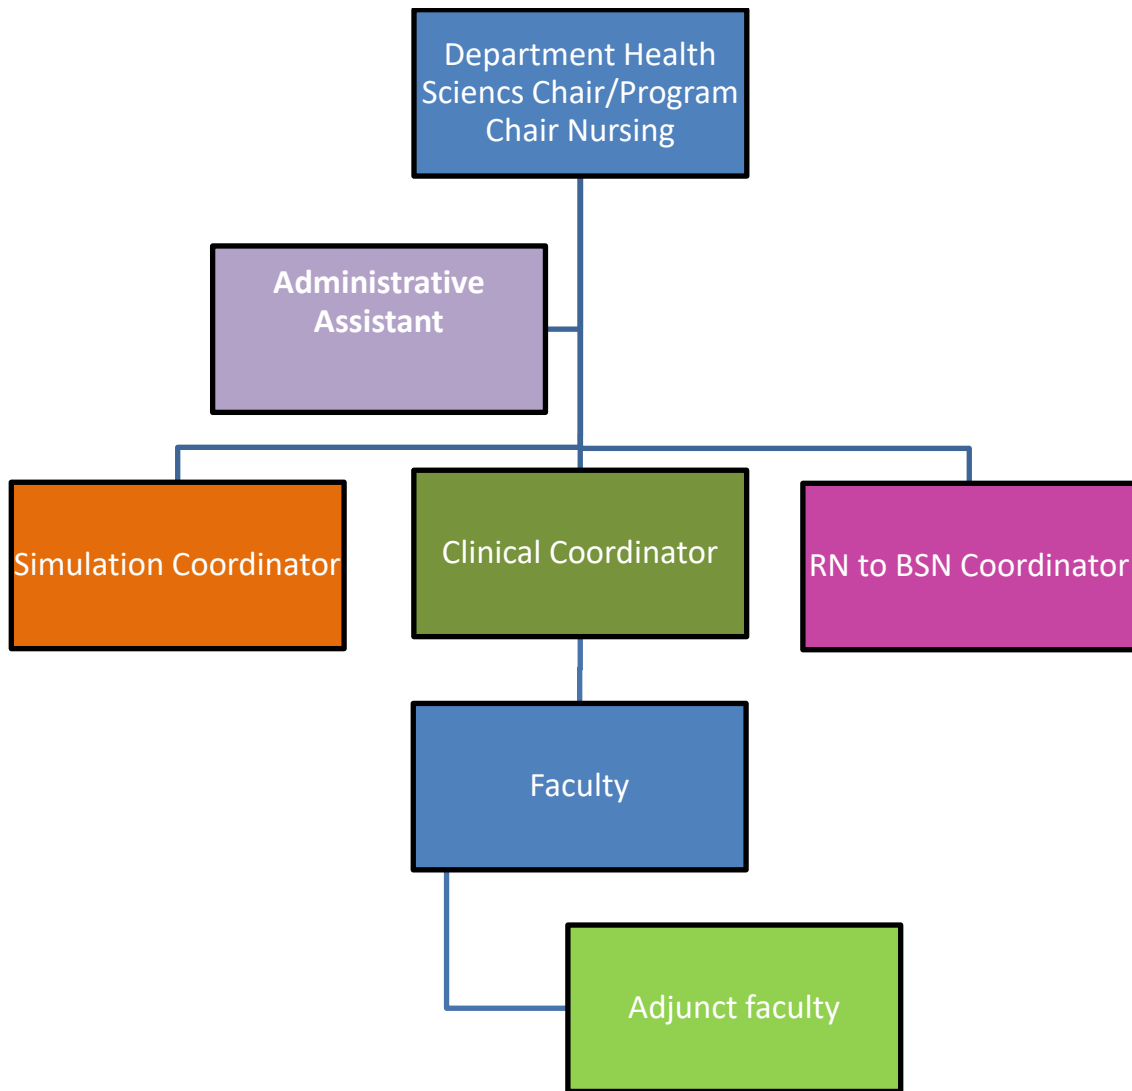 Department Health
Sciencs Chair/Program
Chair Nursing
Administrative
Assistant
Simulation Coordinator
Clinical Coordinator
RN to BSN Coordinator
Faculty
Adjunct faculty